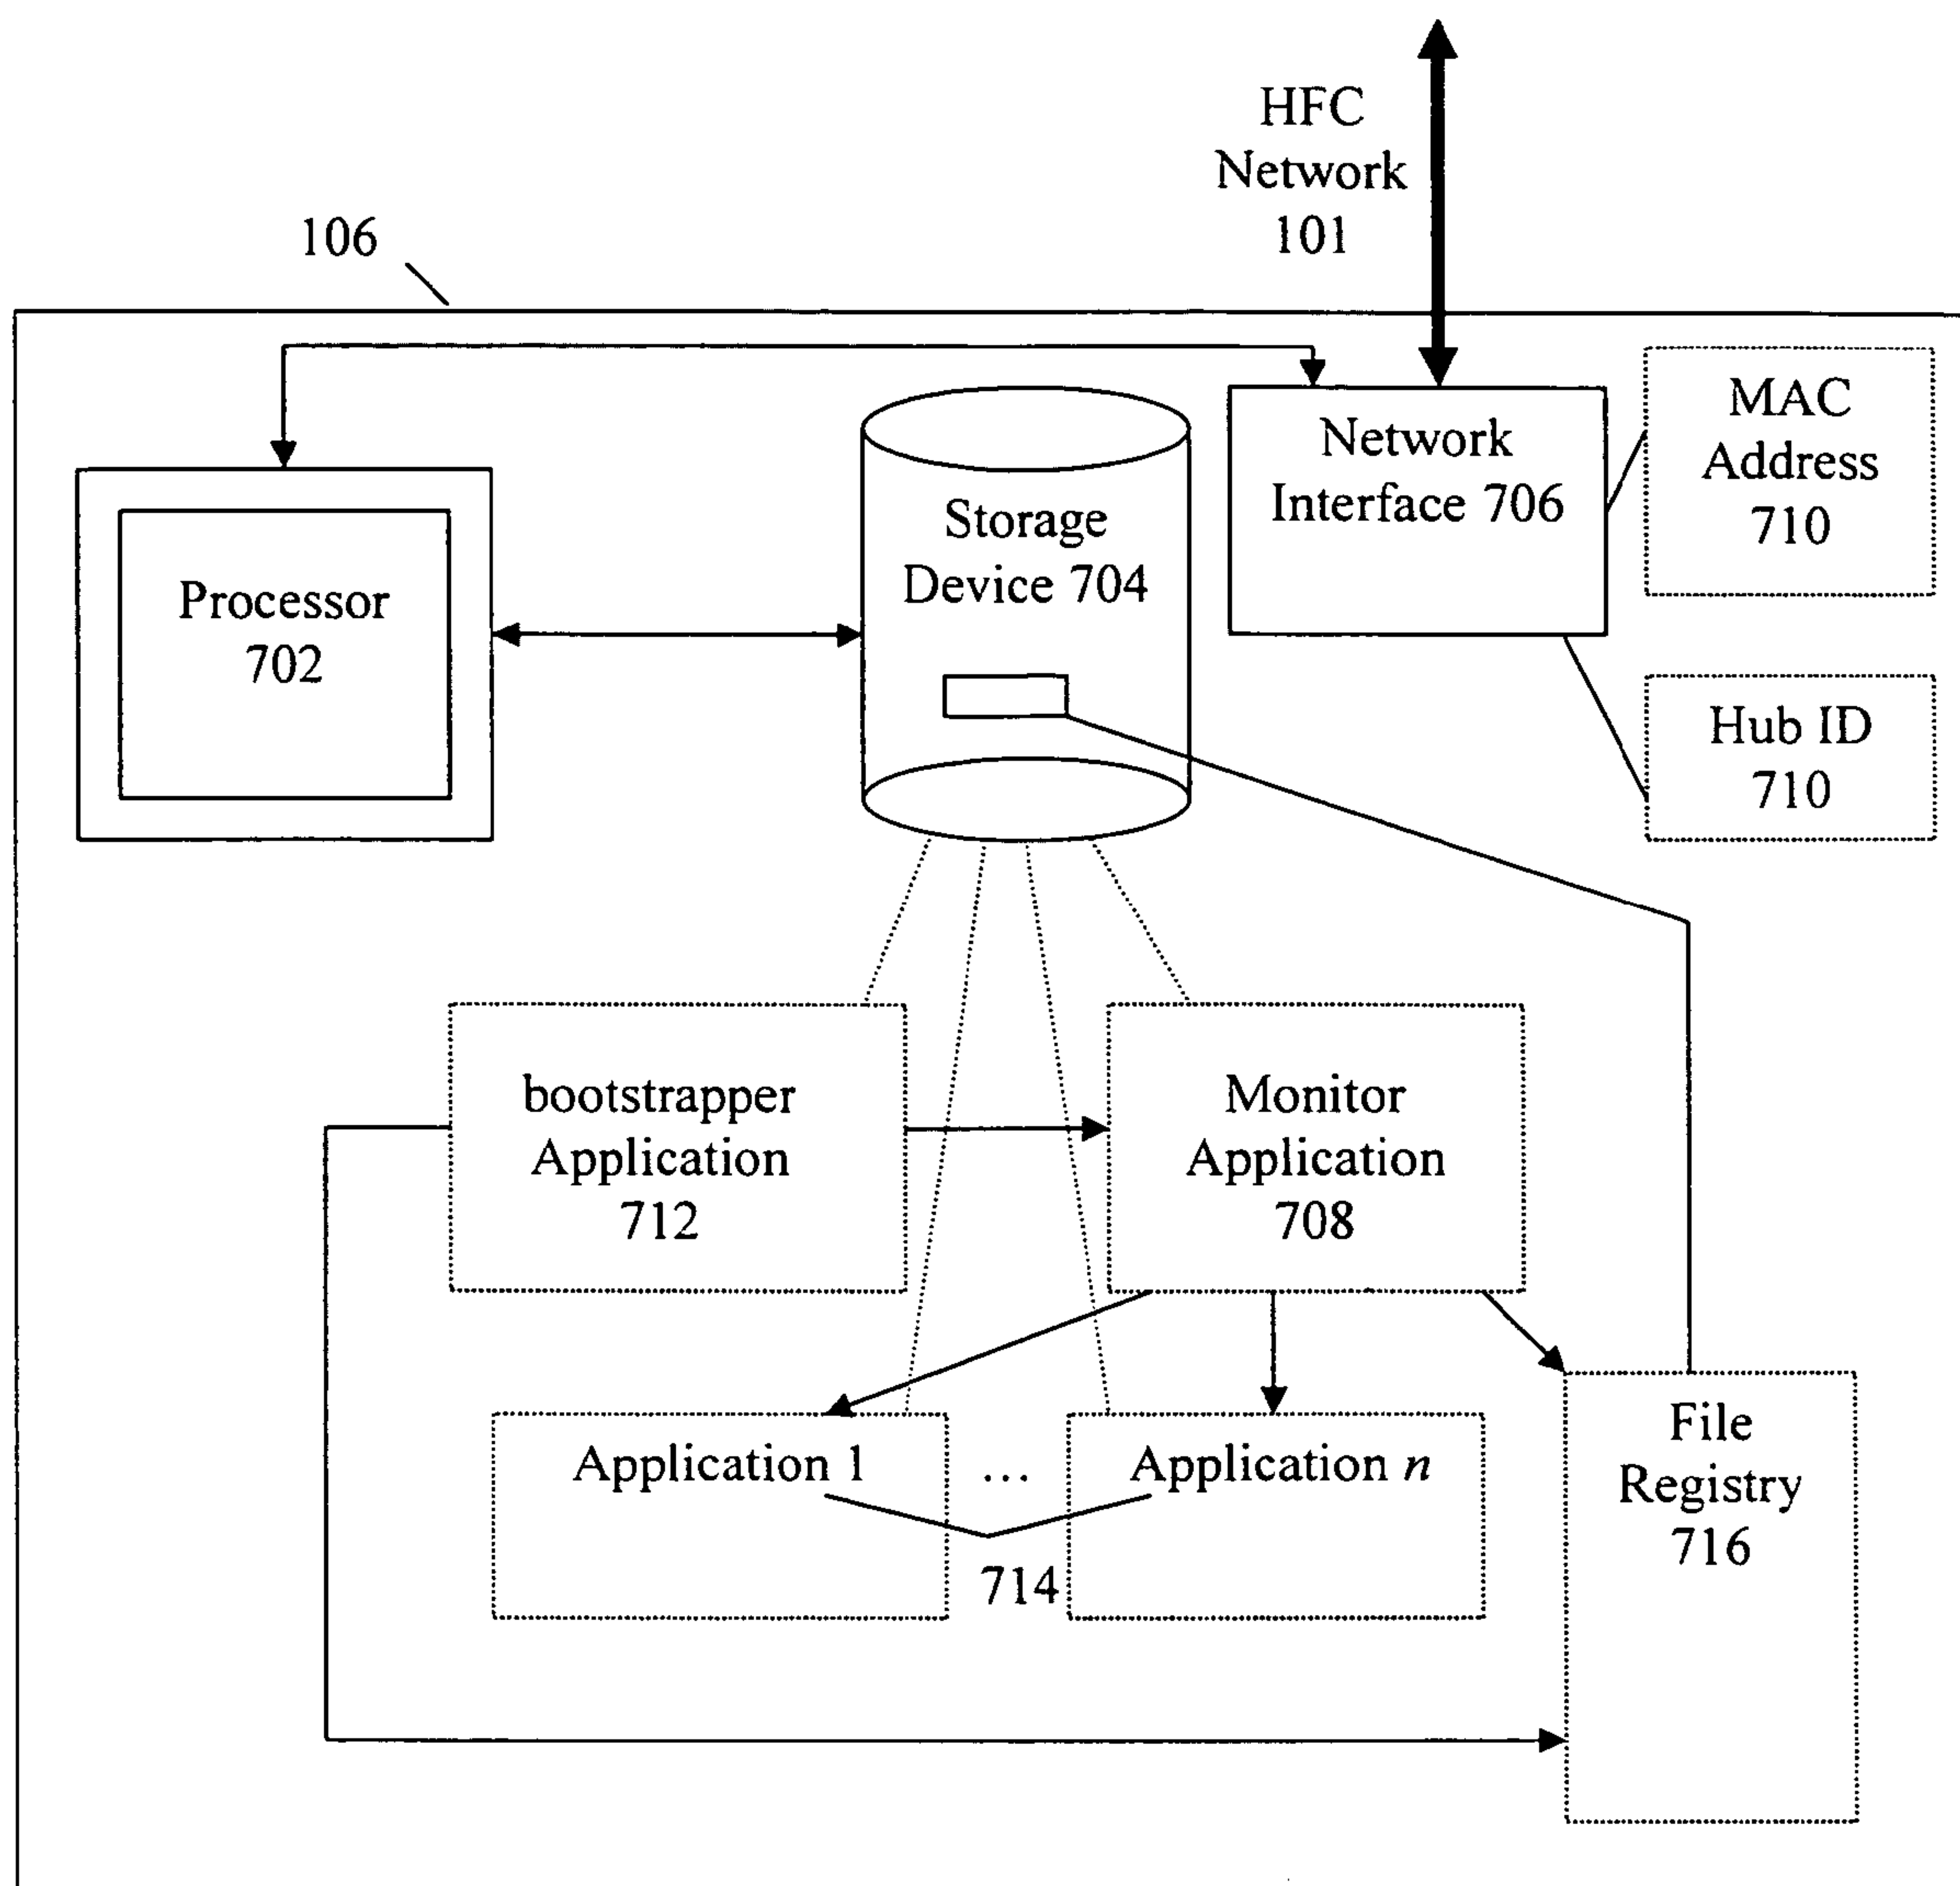 HFC
Network
101
106
MAC
Address
710
Network
Interface 706
Storage
Device 704
Processor
702
Hub ID
710
bootstrapper
Application
712
Monitor
Application
708
Application 1
...
Application n
714
File
Registry
716